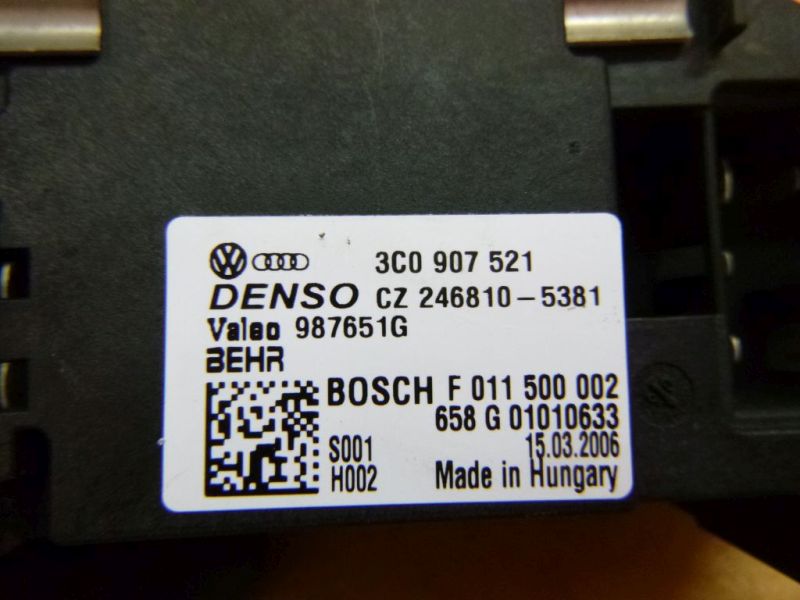 3C0 907 521
DENSO CZ 246810-5381
Valeo 987651G
BEHR
BOSCH F 011 500 002
658 G 01010633
S001 15.03.2006
H002 Made in Hungary